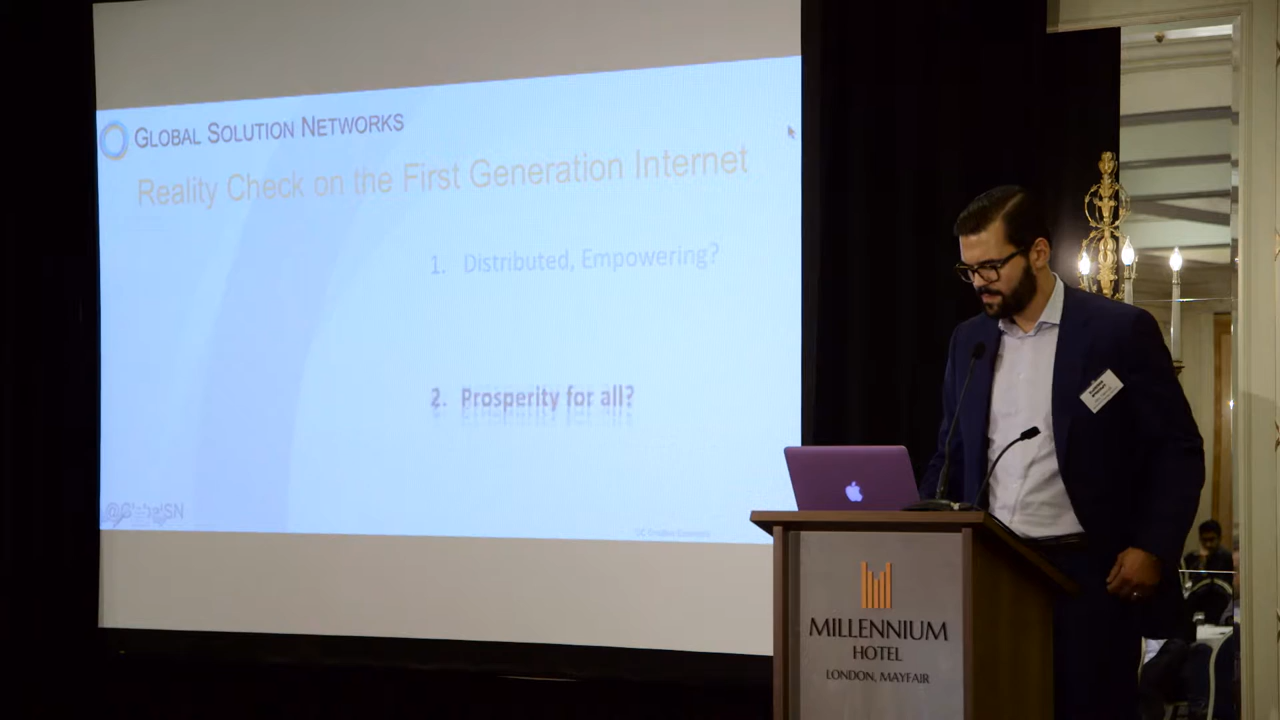 GLOBAL SOLUTION NETWORKS
Reality Check on the First Generation Internet
1. Distributed, Empowering?
2. Prosperity for all?
@GlobalSN
MILLENNIUM
HOTEL
LONDON, MAYFAIR